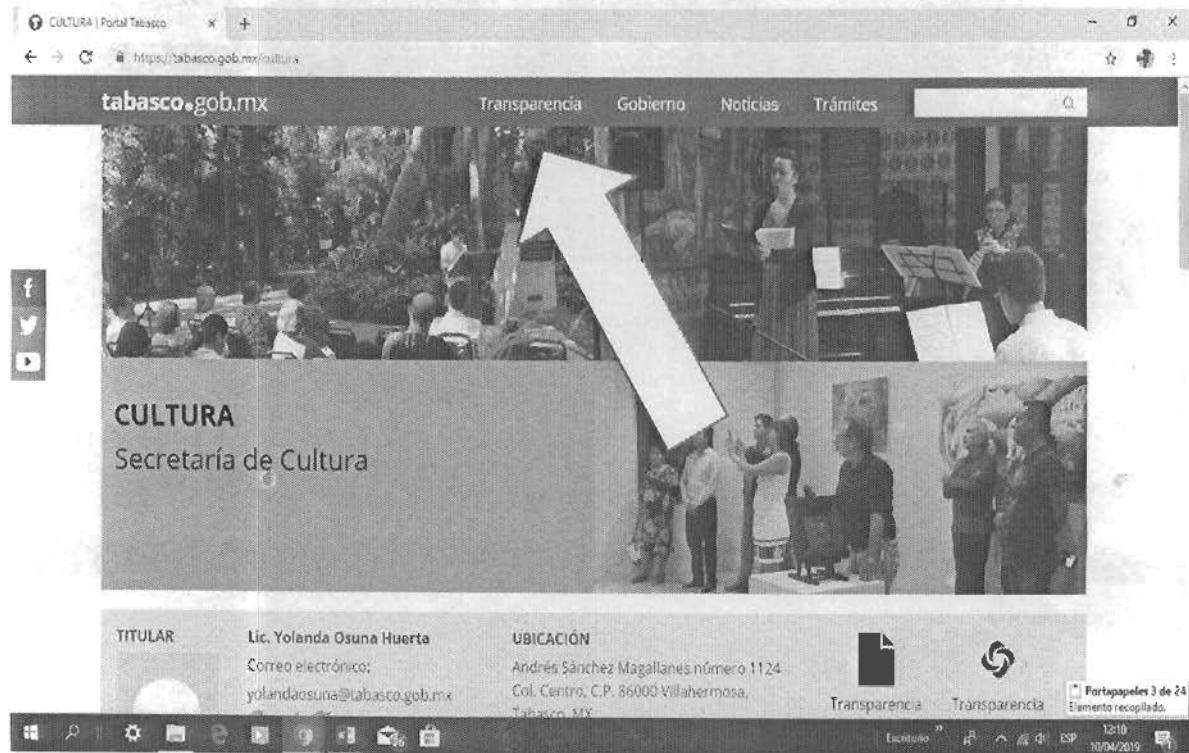 CULTURA | Portal Tabasco
https://tabasco.gob.mx/cultura
tabasco.gob.mx Transparencia Gobierno Noticias Trámites
CULTURA
Secretaría de Cultura
TITULAR
Lic. Yolanda Osuna Huerta
Correo electrónico:
yolandaosuna@tabasco.gob.mx
UBICACIÓN
Andrés Sánchez Magallanes número 1124
Col. Centro, C.P. 86000 Villahermosa,
Tabasco, MX
Transparencia Transparencia
Portapapeles 3 de 24
Elemento recopilado.
Escritorio ESP 12:10
10/04/2019